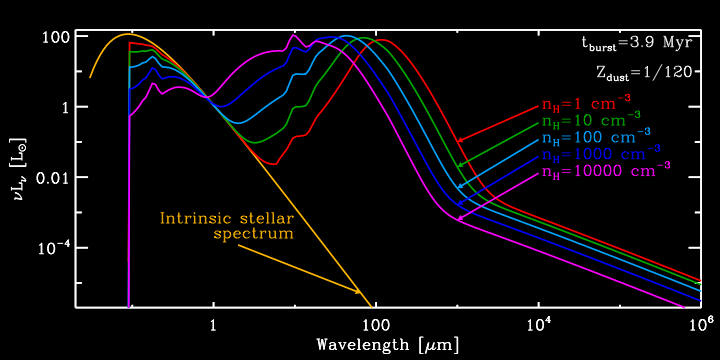 100
1
0.01
10⁻⁴
νLν [L☉]
t_burst=3.9 Myr
Z_dust=1/120
n_H=1 cm⁻³
n_H=10 cm⁻³
n_H=100 cm⁻³
n_H=1000 cm⁻³
n_H=10000 cm⁻³
Intrinsic stellar
spectrum
1 100 10⁴ 10⁶
Wavelength [μm]